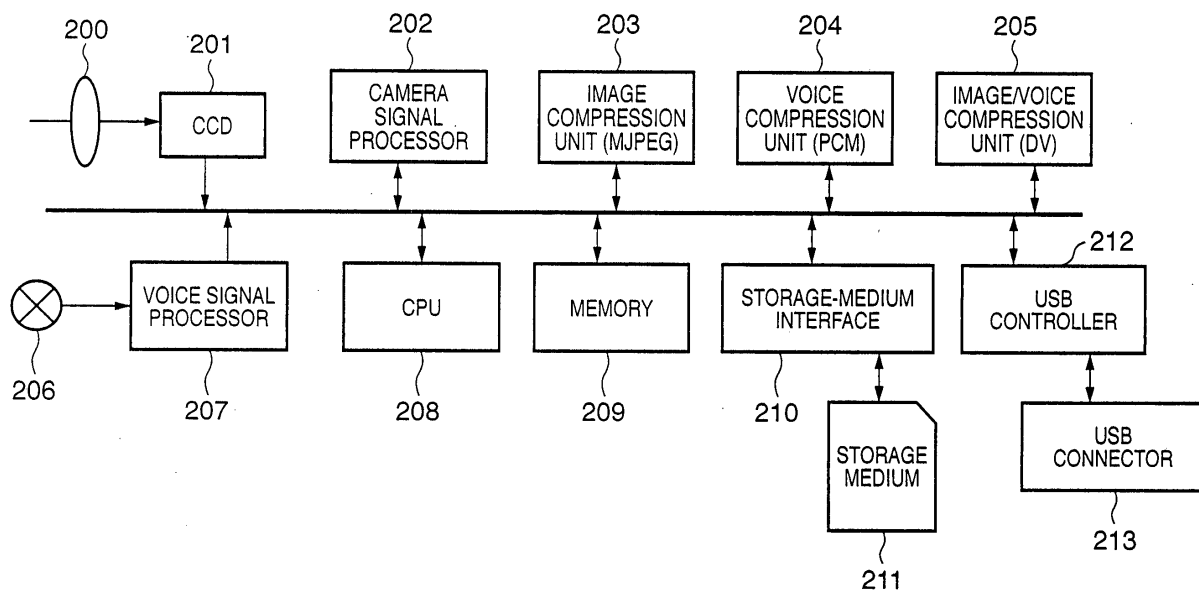 200
201
202
203
204
205
CCD
CAMERA
SIGNAL
PROCESSOR
IMAGE
COMPRESSION
UNIT (MJPEG)
VOICE
COMPRESSION
UNIT (PCM)
IMAGE/VOICE
COMPRESSION
UNIT (DV)
212
VOICE SIGNAL
PROCESSOR
CPU
MEMORY
STORAGE-MEDIUM
INTERFACE
USB
CONTROLLER
206
207
208
209
210
STORAGE
MEDIUM
USB
CONNECTOR
211
213